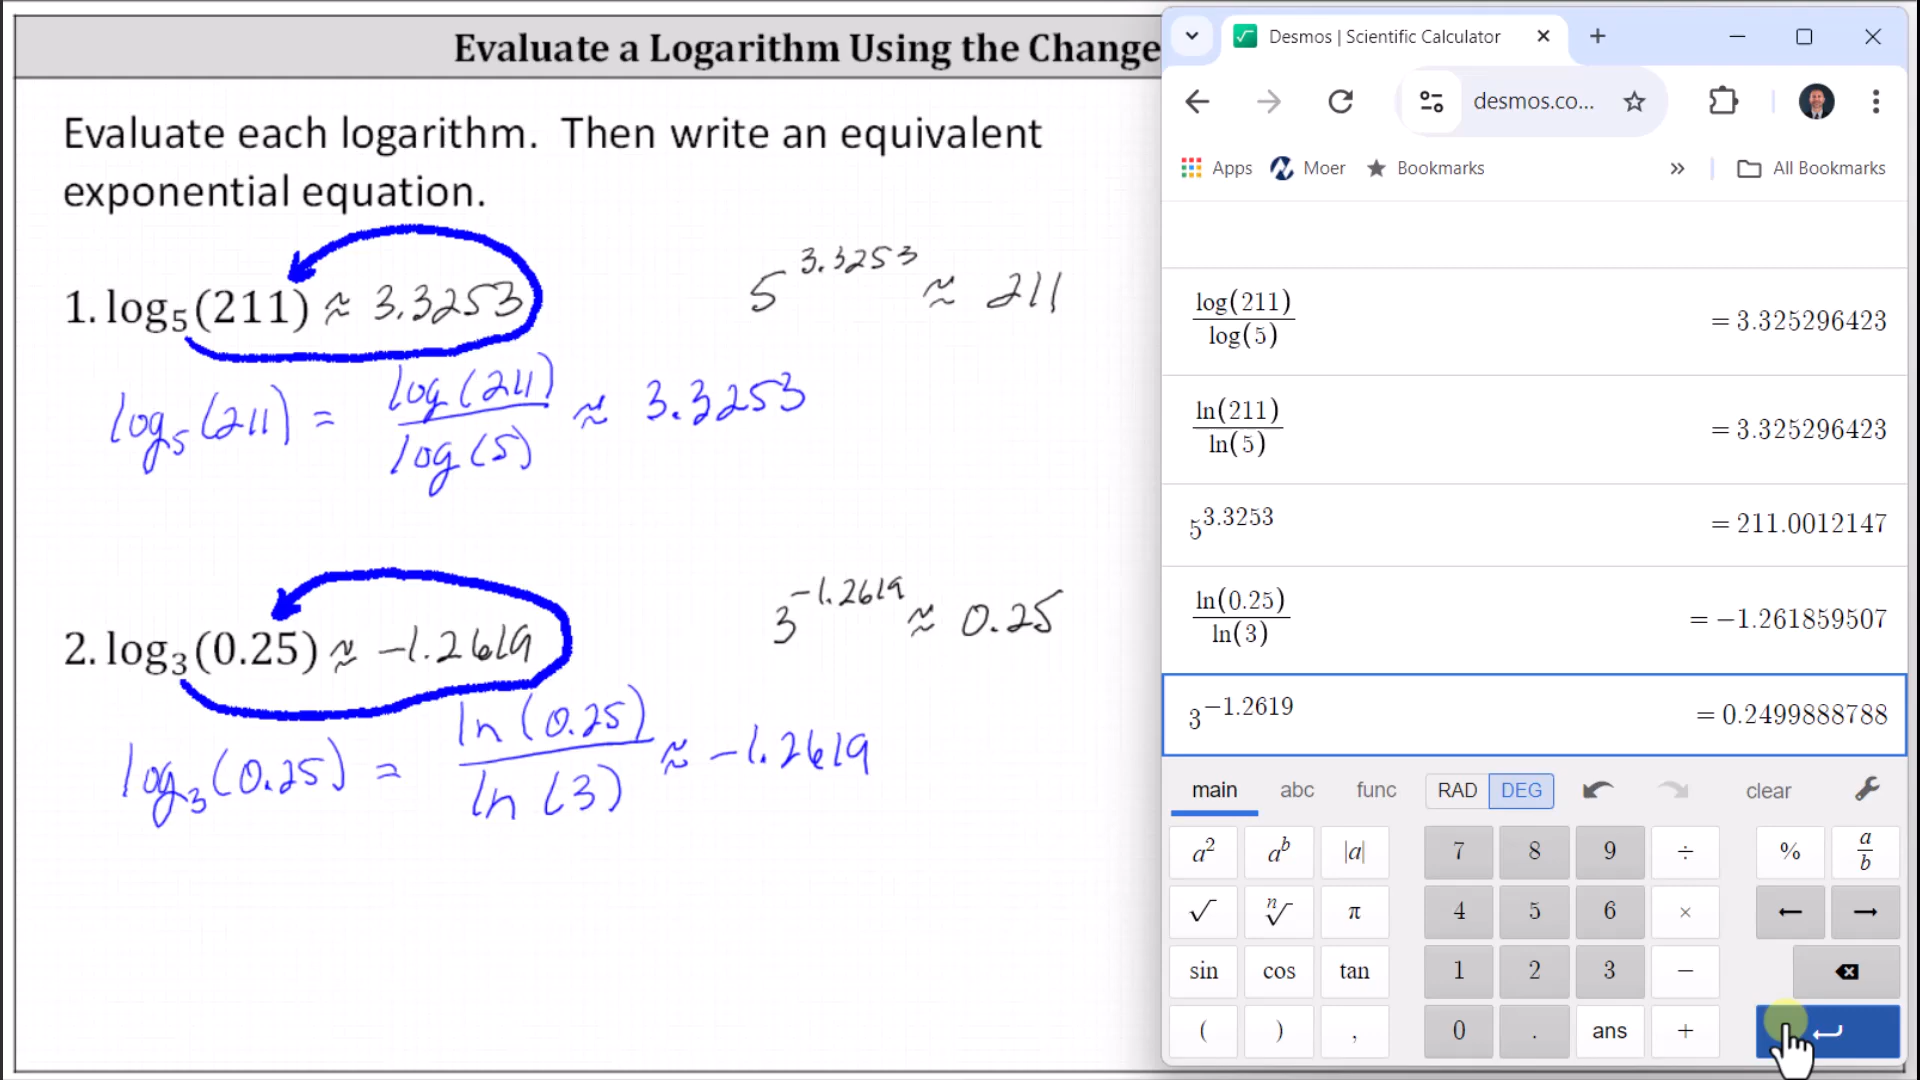 Evaluate a Logarithm Using the Change
Evaluate each logarithm. Then write an equivalent
exponential equation.
1. log₅(211) ≈ 3.3253
5^3.3253 ≈ 211
log₅(211) = log(211)/log(5) ≈ 3.3253
2. log₃(0.25) ≈ -1.2619
3^-1.2619 ≈ 0.25
log₃(0.25) = ln(0.25)/ln(3) ≈ -1.2619
Desmos | Scientific Calculator
desmos.co...
Apps Moer Bookmarks » All Bookmarks
log(211)/log(5) = 3.325296423
ln(211)/ln(5) = 3.325296423
5^3.3253 = 211.0012147
ln(0.25)/ln(3) = −1.261859507
3^−1.2619 = 0.2499888788
main abc func RAD DEG clear
a² aᵇ |a| 7 8 9 ÷ % a/b
√ ⁿ√ π 4 5 6 × ← →
sin cos tan 1 2 3 −
( ) , 0 . ans +